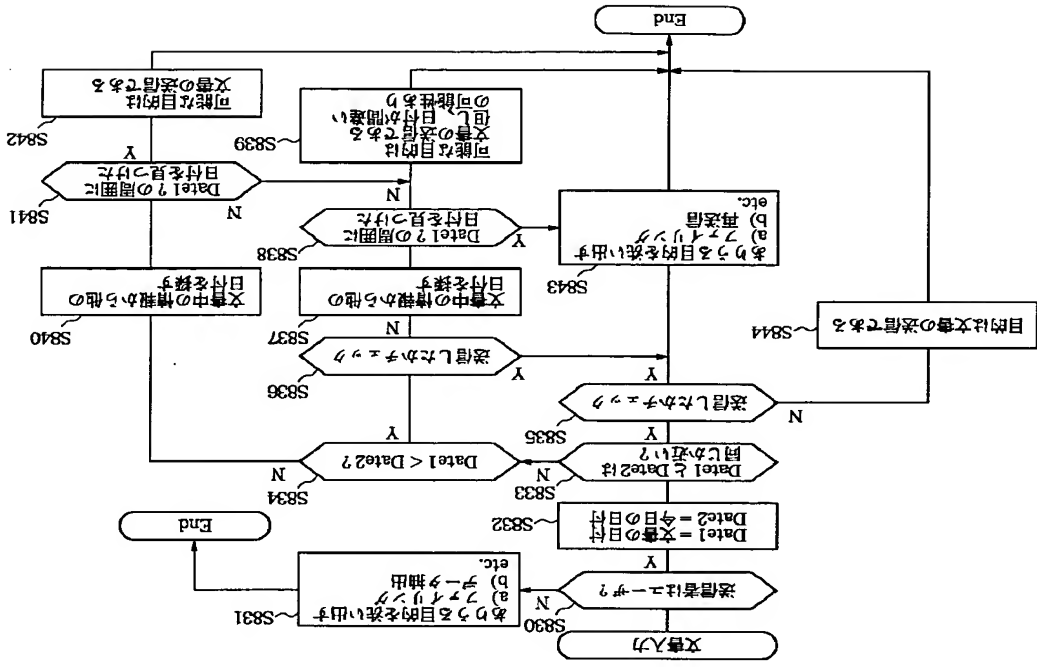 文書入力
S830
送信者はユーザ?
N
Y
S831
ありうる目的を洗い出す
a) ファイリング
b) データ抽出
etc.
End
S832
Date1 = 文書の日付
Date2 = 今日の日付
S833
Date1とDate2は
同じか近い?
N
Y
S834
Date1 < Date2?
N
Y
S835
送信したかチェック
N
Y
S836
送信したかチェック
Y
N
S844
目的は文書の送信である
S837
文書中の情報から他の
日付を探す
S840
文書中の情報から他の
日付を探す
S843
ありうる目的を洗い出す
a) ファイリング
b) 再送信
etc.
S838
Date1?の周囲に
日付を見つけた
Y
N
S841
Date1?の周囲に
日付を見つけた
N
Y
S839
可能な目的は
文書の送信である
但し、日付が間違い
の可能性あり
S842
可能な目的は
文書の送信である
End